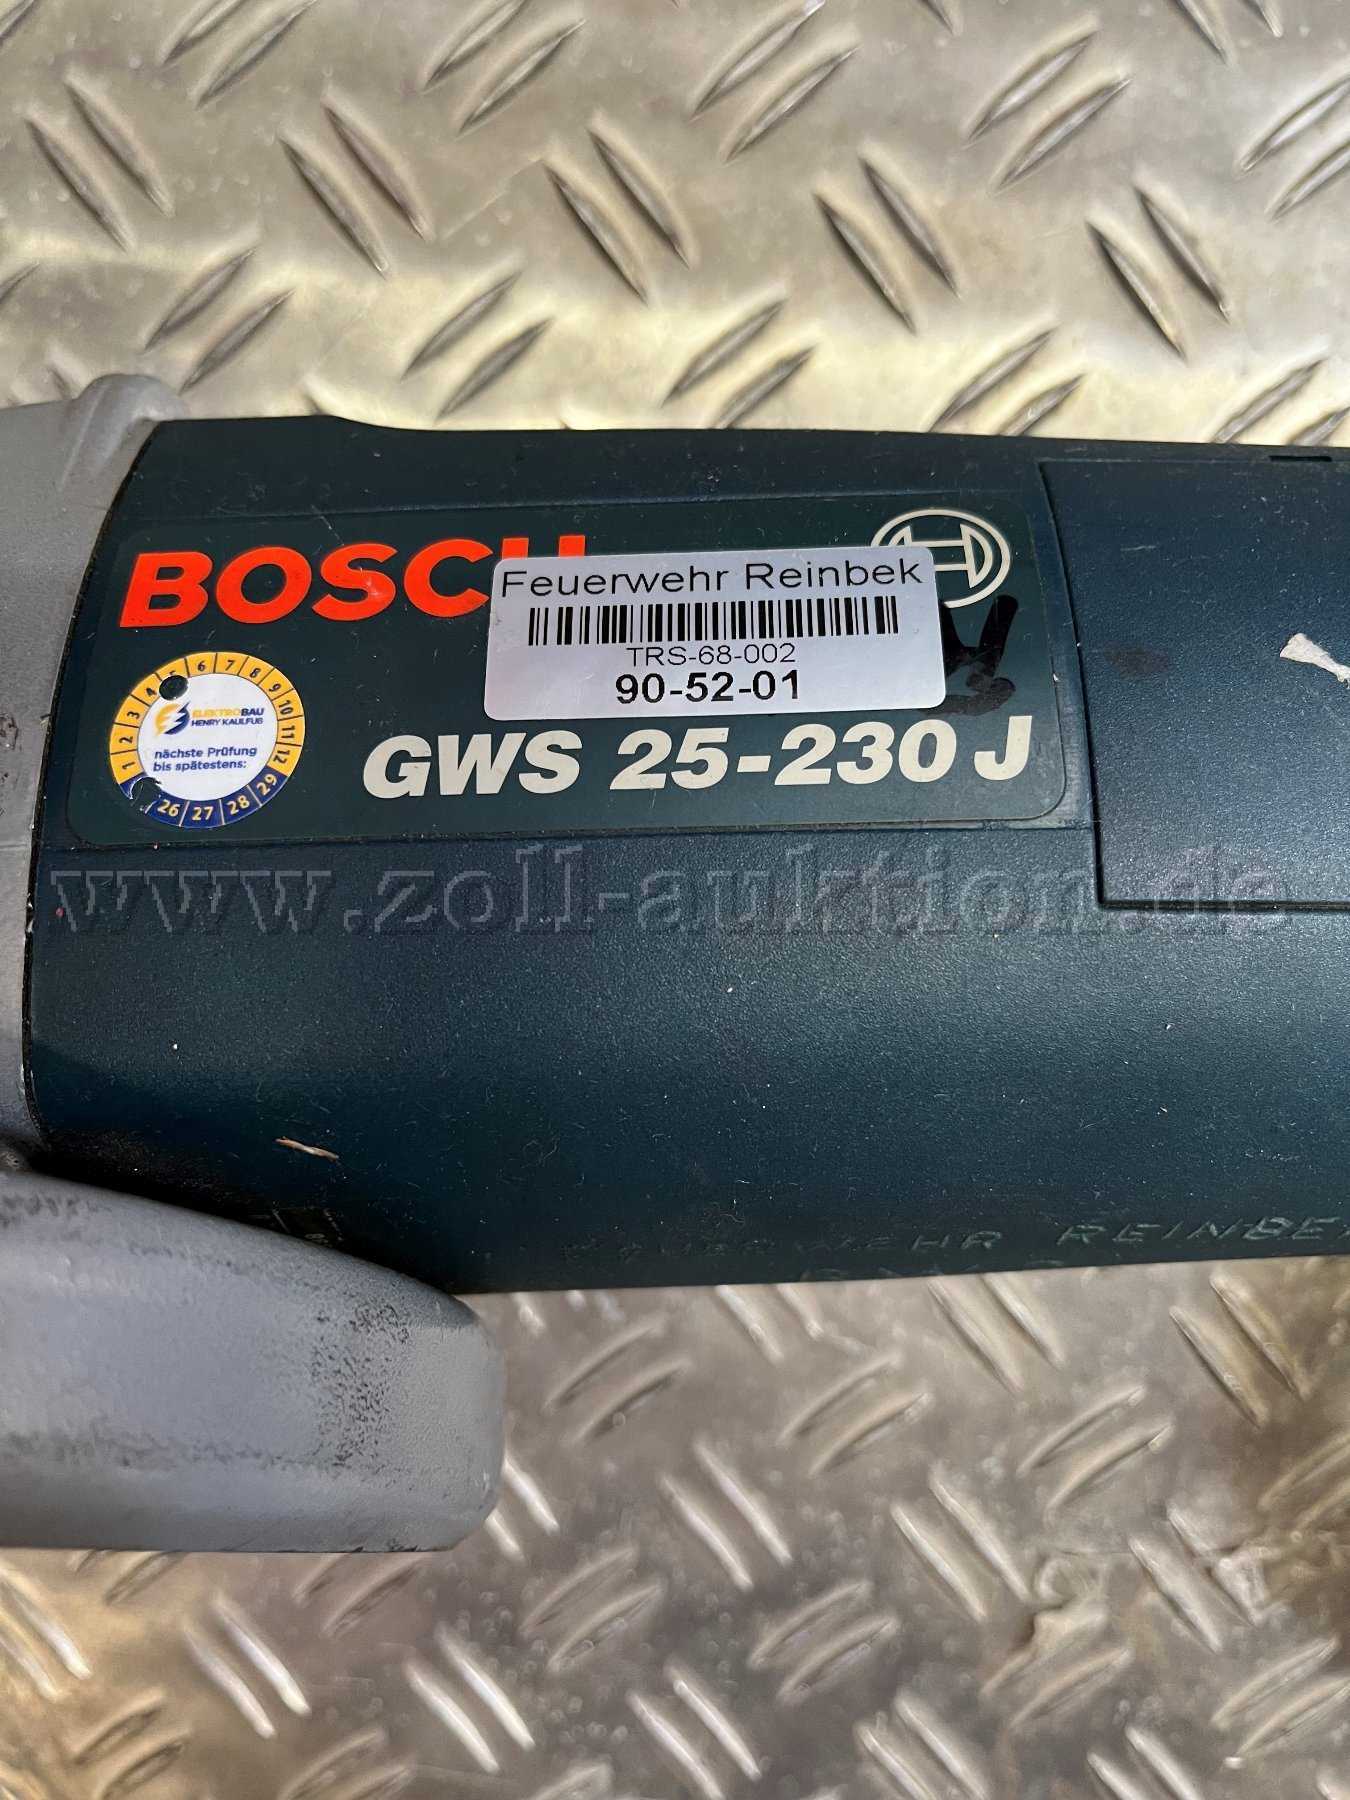 BOSCH
Feuerwehr Reinbek
TRS-68-002
90-52-01
GWS 25-230 J
1 2 3 4 5 6 7 8 9 10 11 12
ELEKTROBAU
HENRY KAULFUß
nächste Prüfung
bis spätestens:
26 27 28 29
www.zoll-auktion.de
FEUERWEHR REINBEK